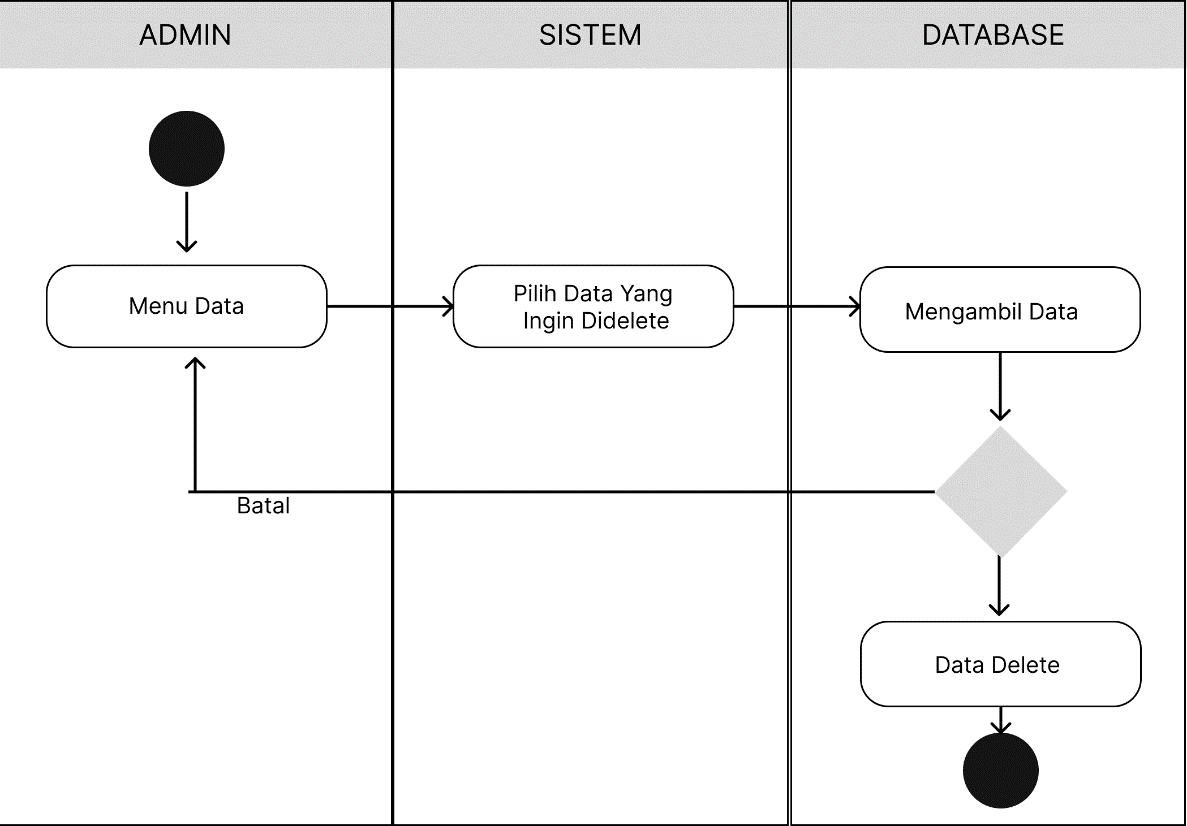 ADMIN
SISTEM
DATABASE
Menu Data
Pilih Data Yang
Ingin Didelete
Mengambil Data
Batal
Data Delete